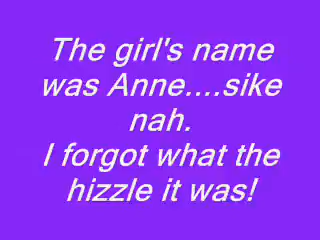 The girl's name
was Anne....sike
nah.
I forgot what the
hizzle it was!